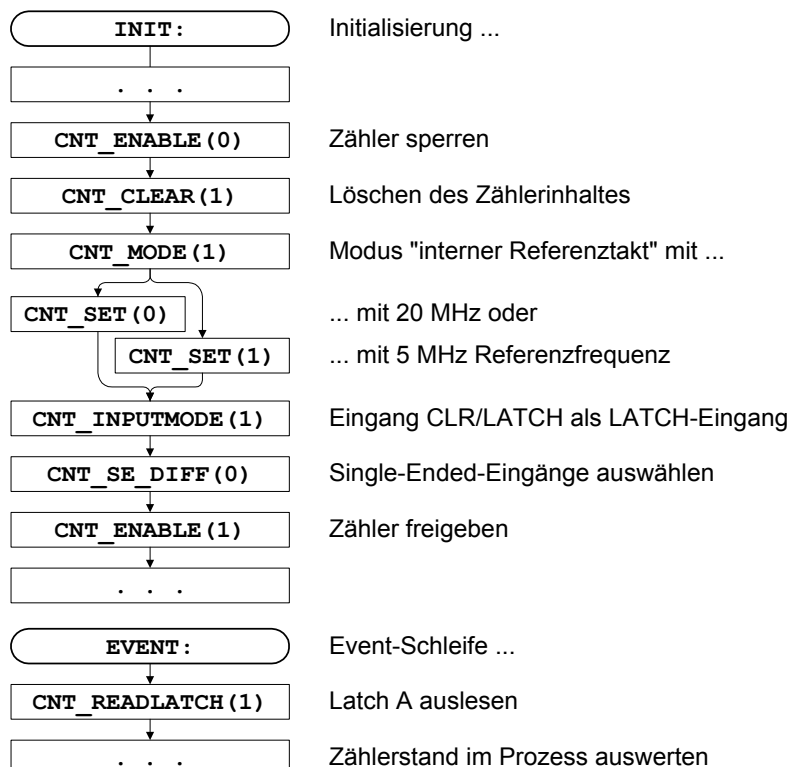 INIT: Initialisierung ...
. . .
CNT_ENABLE(0) Zähler sperren
CNT_CLEAR(1) Löschen des Zählerinhaltes
CNT_MODE(1) Modus "interner Referenztakt" mit ...
CNT_SET(0) ... mit 20 MHz oder
CNT_SET(1) ... mit 5 MHz Referenzfrequenz
CNT_INPUTMODE(1) Eingang CLR/LATCH als LATCH-Eingang
CNT_SE_DIFF(0) Single-Ended-Eingänge auswählen
CNT_ENABLE(1) Zähler freigeben
. . .
EVENT: Event-Schleife ...
CNT_READLATCH(1) Latch A auslesen
. . . Zählerstand im Prozess auswerten